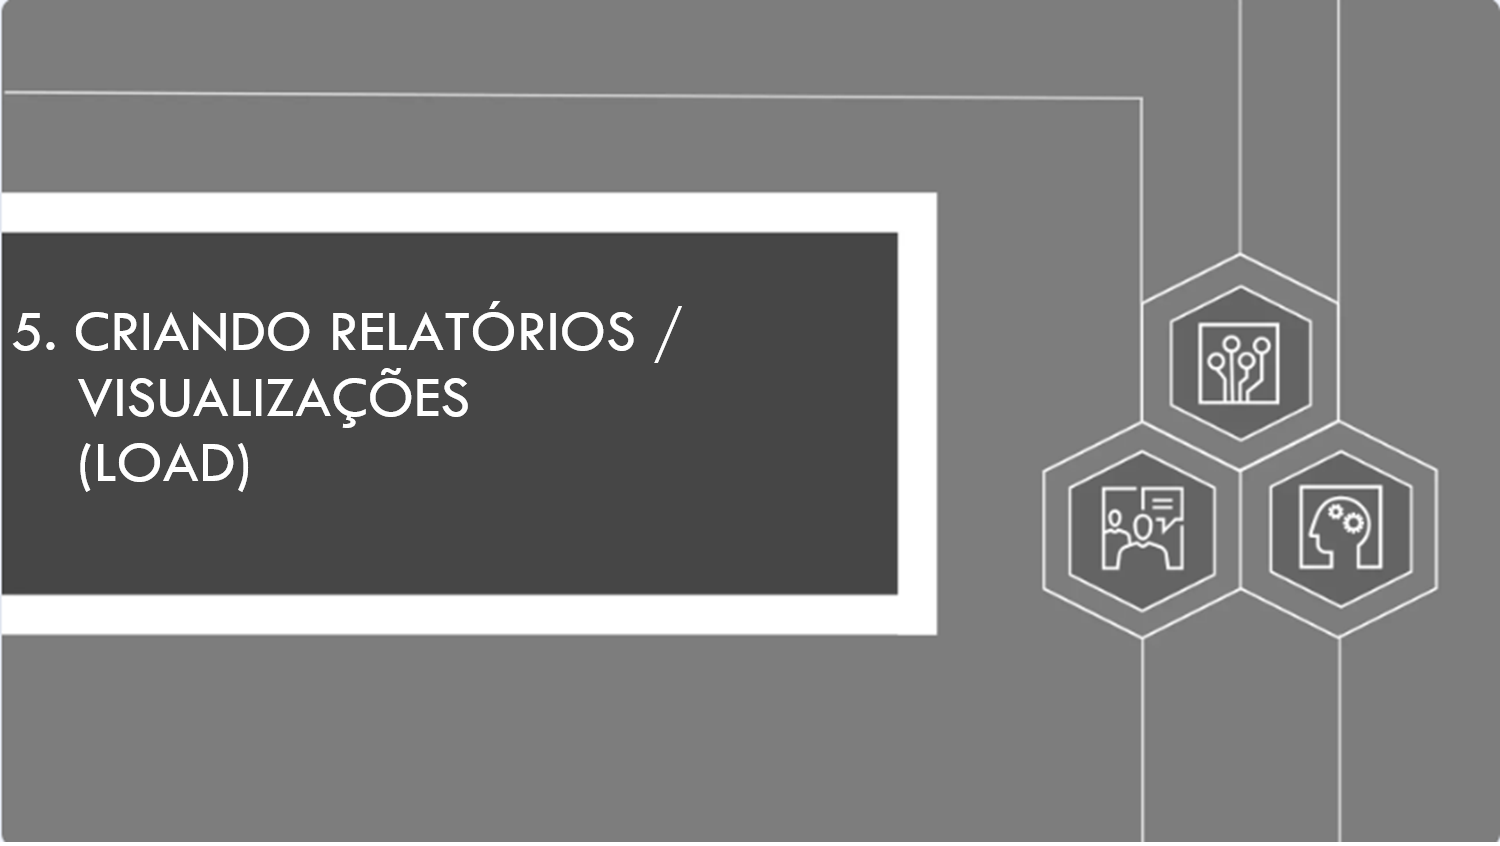 5. CRIANDO RELATÓRIOS /
VISUALIZAÇÕES
(LOAD)